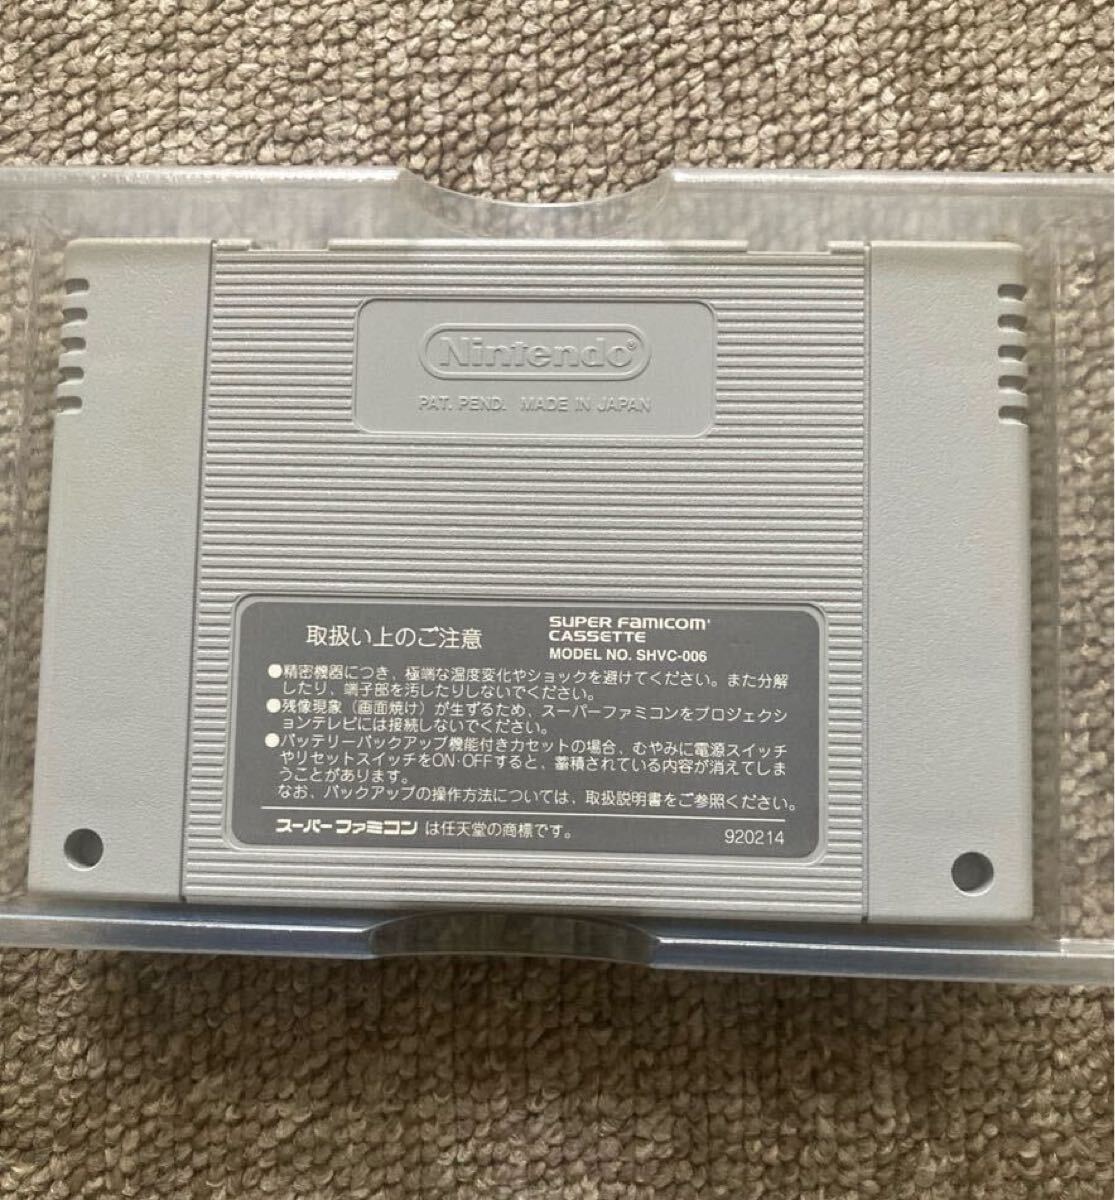 Nintendo®
PAT. PEND. MADE IN JAPAN
取扱い上のご注意
SUPER FAMICOM
CASSETTE
MODEL NO. SHVC-006
●精密機器につき、極端な温度変化やショックを避けてください。また分解
したり、端子部を汚したりしないでください。
●残像現象（画面焼け）が生ずるため、スーパーファミコンをプロジェクシ
ョンテレビには接続しないでください。
●バッテリーバックアップ機能付きカセットの場合、むやみに電源スイッチ
やリセットスイッチをON・OFFすると、蓄積されている内容が消えてしま
うことがあります。
なお、バックアップの操作方法については、取扱説明書をご参照ください。
スーパーファミコン は任天堂の商標です。
920214